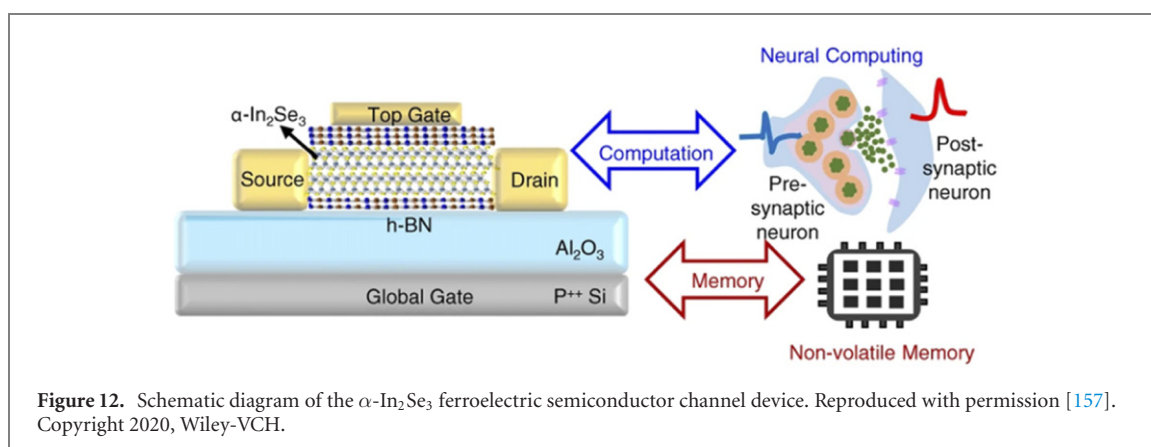 Neural Computing
α-In₂Se₃
Top Gate
Source
Drain
Computation
Post-
synaptic
neuron
Pre-
synaptic
neuron
h-BN
Al₂O₃
Memory
Global Gate
P⁺⁺ Si
Non-volatile Memory
Figure 12. Schematic diagram of the α-In₂Se₃ ferroelectric semiconductor channel device. Reproduced with permission [157].
Copyright 2020, Wiley-VCH.